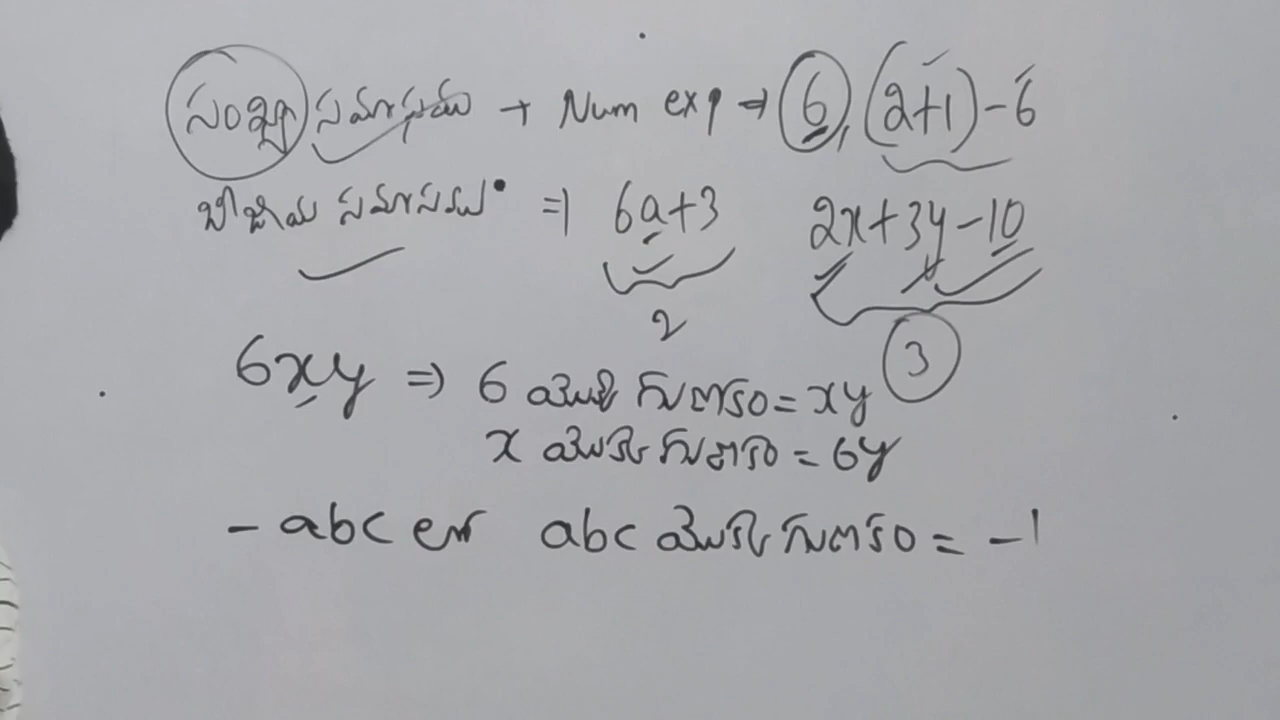 సంఖ్యా సమాసము → Num exp ⇒ 6, (2+1)-6
బీజీయ సమాసము ⇒ 6a+3 2x+3y-10
2
3
6xy ⇒ 6 యొక్క గుణకం = xy
x యొక్క గుణకం = 6y
-abc లో abc యొక్క గుణకం = -1